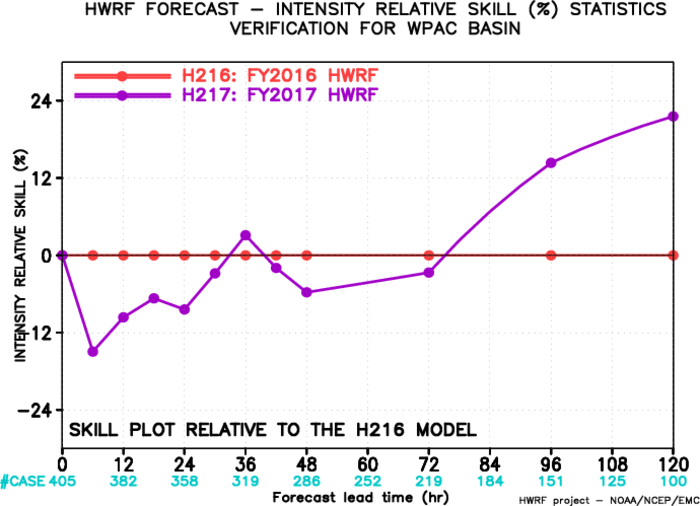 HWRF FORECAST – INTENSITY RELATIVE SKILL (%) STATISTICS
VERIFICATION FOR WPAC BASIN
H216: FY2016 HWRF
H217: FY2017 HWRF
INTENSITY RELATIVE SKILL (%)
24
12
0
–12
–24
SKILL PLOT RELATIVE TO THE H216 MODEL
0 12 24 36 48 60 72 84 96 108 120
#CASE 405 382 358 319 286 252 219 184 151 125 100
Forecast lead time (hr)
HWRF project – NOAA/NCEP/EMC